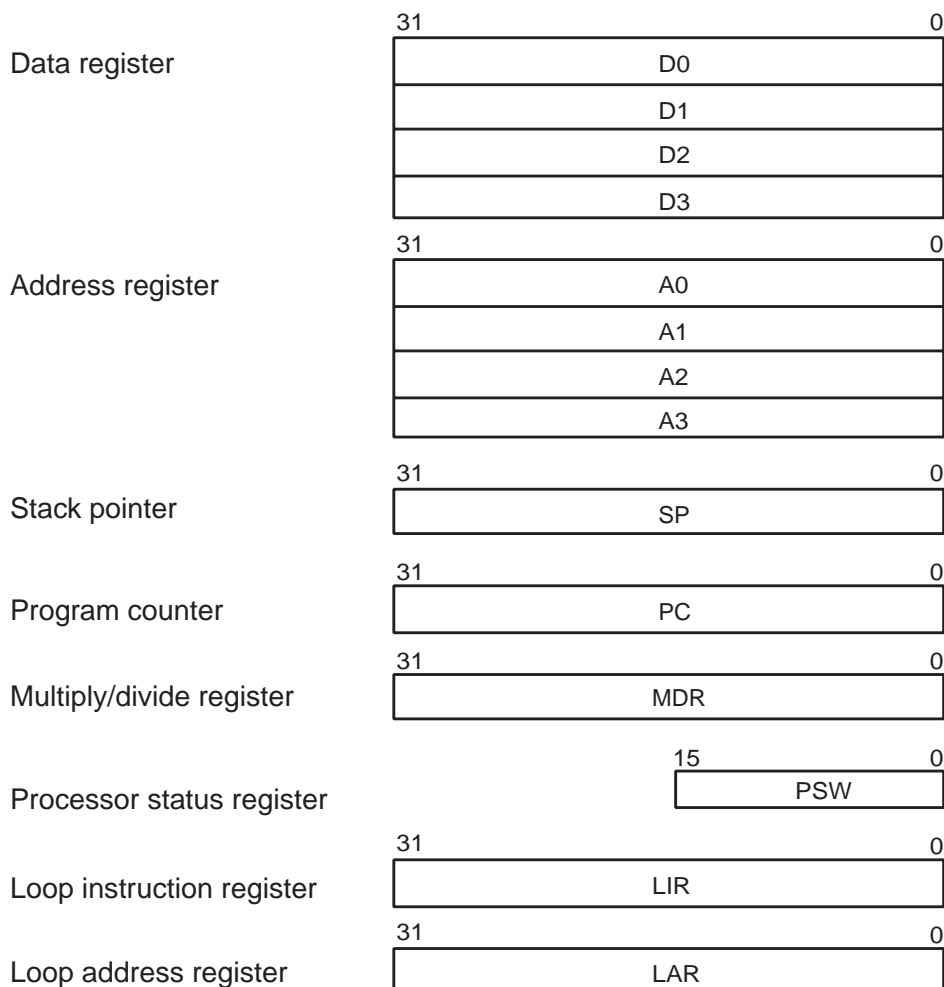 31 0
Data register D0
D1
D2
D3
31 0
Address register A0
A1
A2
A3
31 0
Stack pointer SP
31 0
Program counter PC
31 0
Multiply/divide register MDR
15 0
Processor status register PSW
31 0
Loop instruction register LIR
31 0
Loop address register LAR